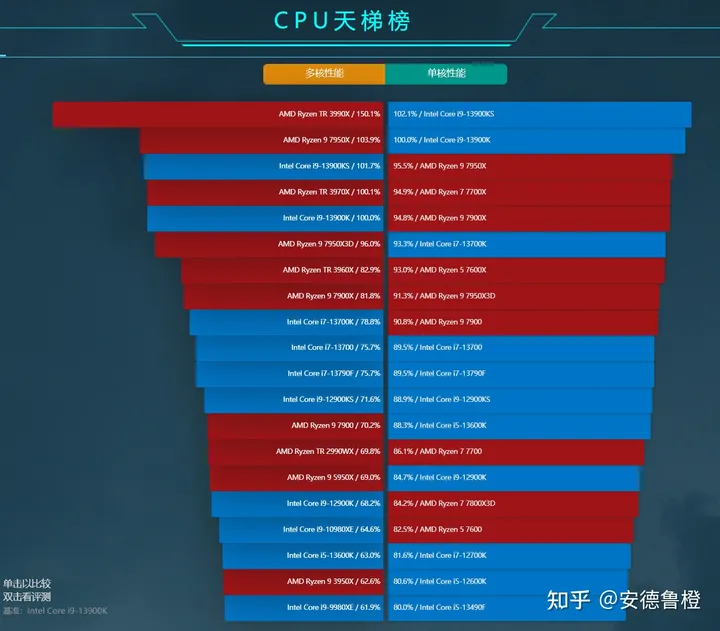 CPU天梯榜
多核性能 单核性能
AMD Ryzen TR 3990X / 150.1% 102.1% / Intel Core i9-13900KS
AMD Ryzen 9 7950X / 103.9% 100.0% / Intel Core i9-13900K
Intel Core i9-13900KS / 101.7% 95.5% / AMD Ryzen 9 7950X
AMD Ryzen TR 3970X / 100.1% 94.9% / AMD Ryzen 7 7700X
Intel Core i9-13900K / 100.0% 94.8% / AMD Ryzen 9 7900X
AMD Ryzen 9 7950X3D / 96.0% 93.3% / Intel Core i7-13700K
AMD Ryzen TR 3960X / 82.9% 93.0% / AMD Ryzen 5 7600X
AMD Ryzen 9 7900X / 81.8% 91.3% / AMD Ryzen 9 7950X3D
Intel Core i7-13700K / 78.8% 90.8% / AMD Ryzen 9 7900
Intel Core i7-13700 / 75.7% 89.5% / Intel Core i7-13700
Intel Core i7-13790F / 75.7% 89.5% / Intel Core i7-13790F
Intel Core i9-12900KS / 71.6% 88.9% / Intel Core i9-12900KS
AMD Ryzen 9 7900 / 70.2% 88.3% / Intel Core i5-13600K
AMD Ryzen TR 2990WX / 69.8% 86.1% / AMD Ryzen 7 7700
AMD Ryzen 9 5950X / 69.0% 84.7% / Intel Core i9-12900K
Intel Core i9-12900K / 68.2% 84.2% / AMD Ryzen 7 7800X3D
Intel Core i9-10980XE / 64.6% 82.5% / AMD Ryzen 5 7600
Intel Core i5-13600K / 63.0% 81.6% / Intel Core i7-12700K
AMD Ryzen 9 3950X / 62.6% 80.6% / Intel Core i5-12600K
Intel Core i9-9980XE / 61.9% 80.0% / Intel Core i5-13490F
单击以比较
双击看评测
基准：Intel Core i9-13900K
知乎 @安德鲁橙